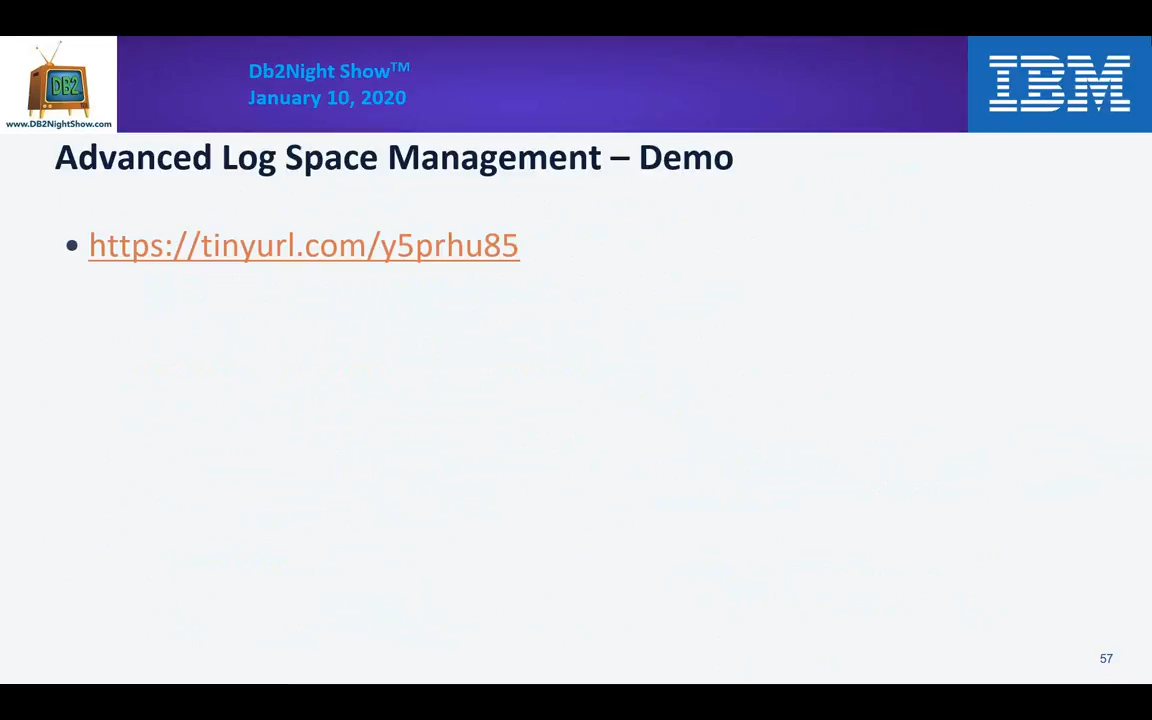 Db2Night Show™
January 10, 2020
DB2
www.DB2NightShow.com
IBM
Advanced Log Space Management – Demo
• https://tinyurl.com/y5prhu85
57